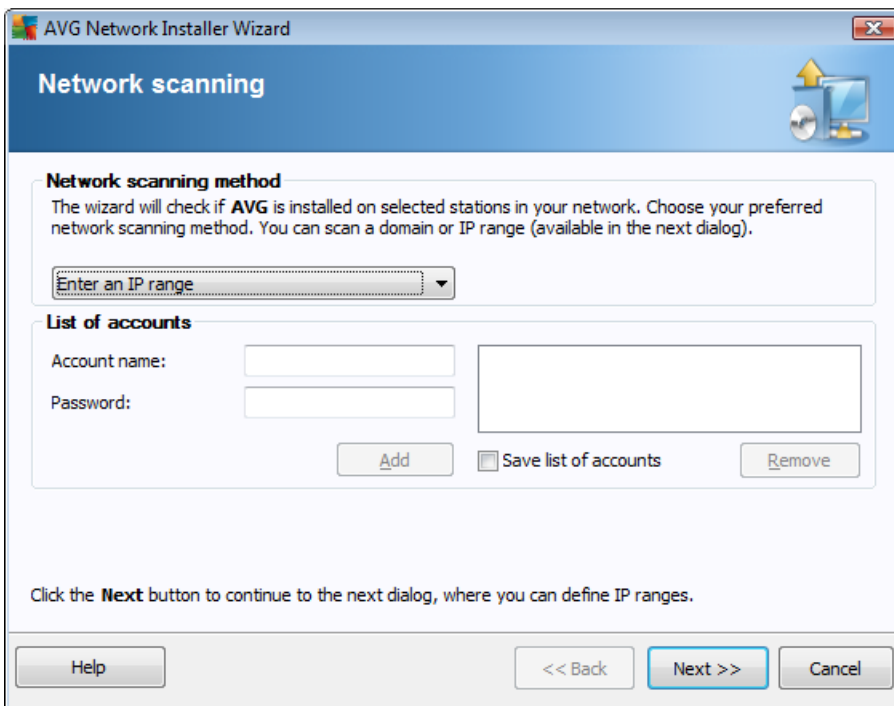 AVG Network Installer Wizard
Network scanning
Network scanning method
The wizard will check if AVG is installed on selected stations in your network. Choose your preferred
network scanning method. You can scan a domain or IP range (available in the next dialog).
Enter an IP range
List of accounts
Account name:
Password:
Add
Save list of accounts
Remove
Click the Next button to continue to the next dialog, where you can define IP ranges.
Help
<< Back
Next >>
Cancel